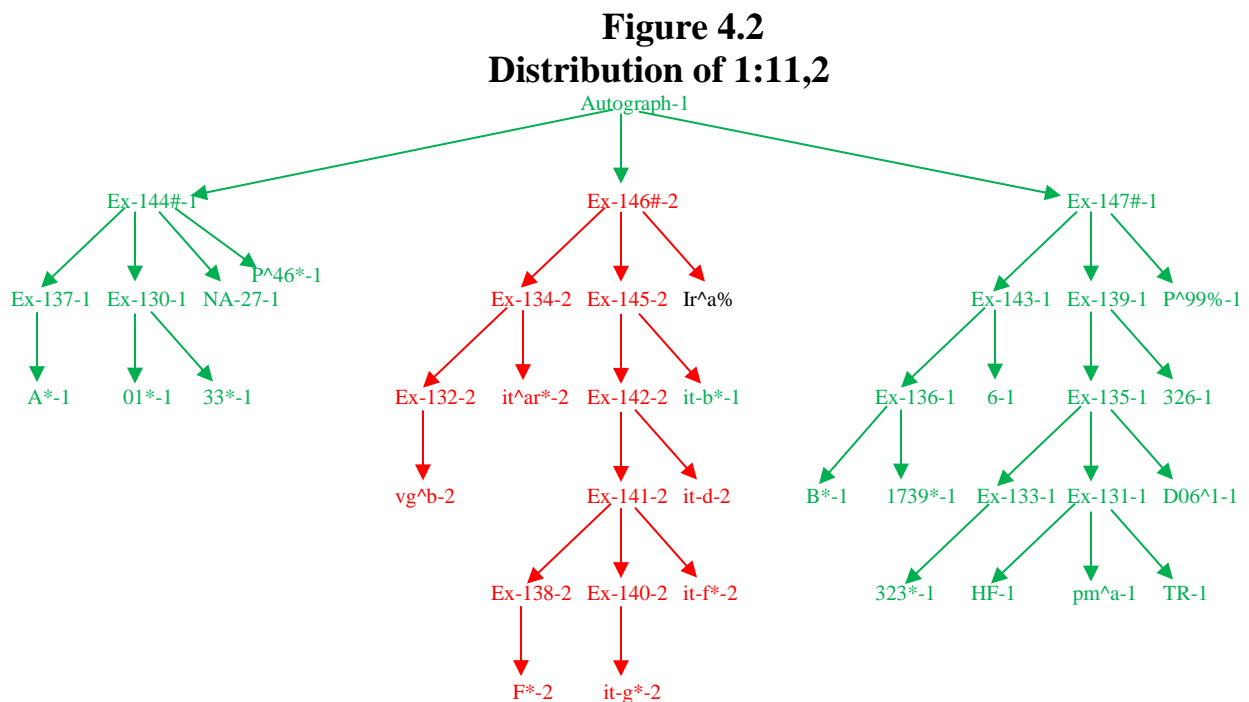 Figure 4.2
Distribution of 1:11,2
Autograph-1
Ex-144#-1 Ex-146#-2 Ex-147#-1
P^46*-1
Ex-137-1 Ex-130-1 NA-27-1 Ex-134-2 Ex-145-2 Ir^a% Ex-143-1 Ex-139-1 P^99%-1
A*-1 01*-1 33*-1 Ex-132-2 it^ar*-2 Ex-142-2 it-b*-1 Ex-136-1 6-1 Ex-135-1 326-1
vg^b-2 Ex-141-2 it-d-2 B*-1 1739*-1 Ex-133-1 Ex-131-1 D06^1-1
Ex-138-2 Ex-140-2 it-f*-2 323*-1 HF-1 pm^a-1 TR-1
F*-2 it-g*-2